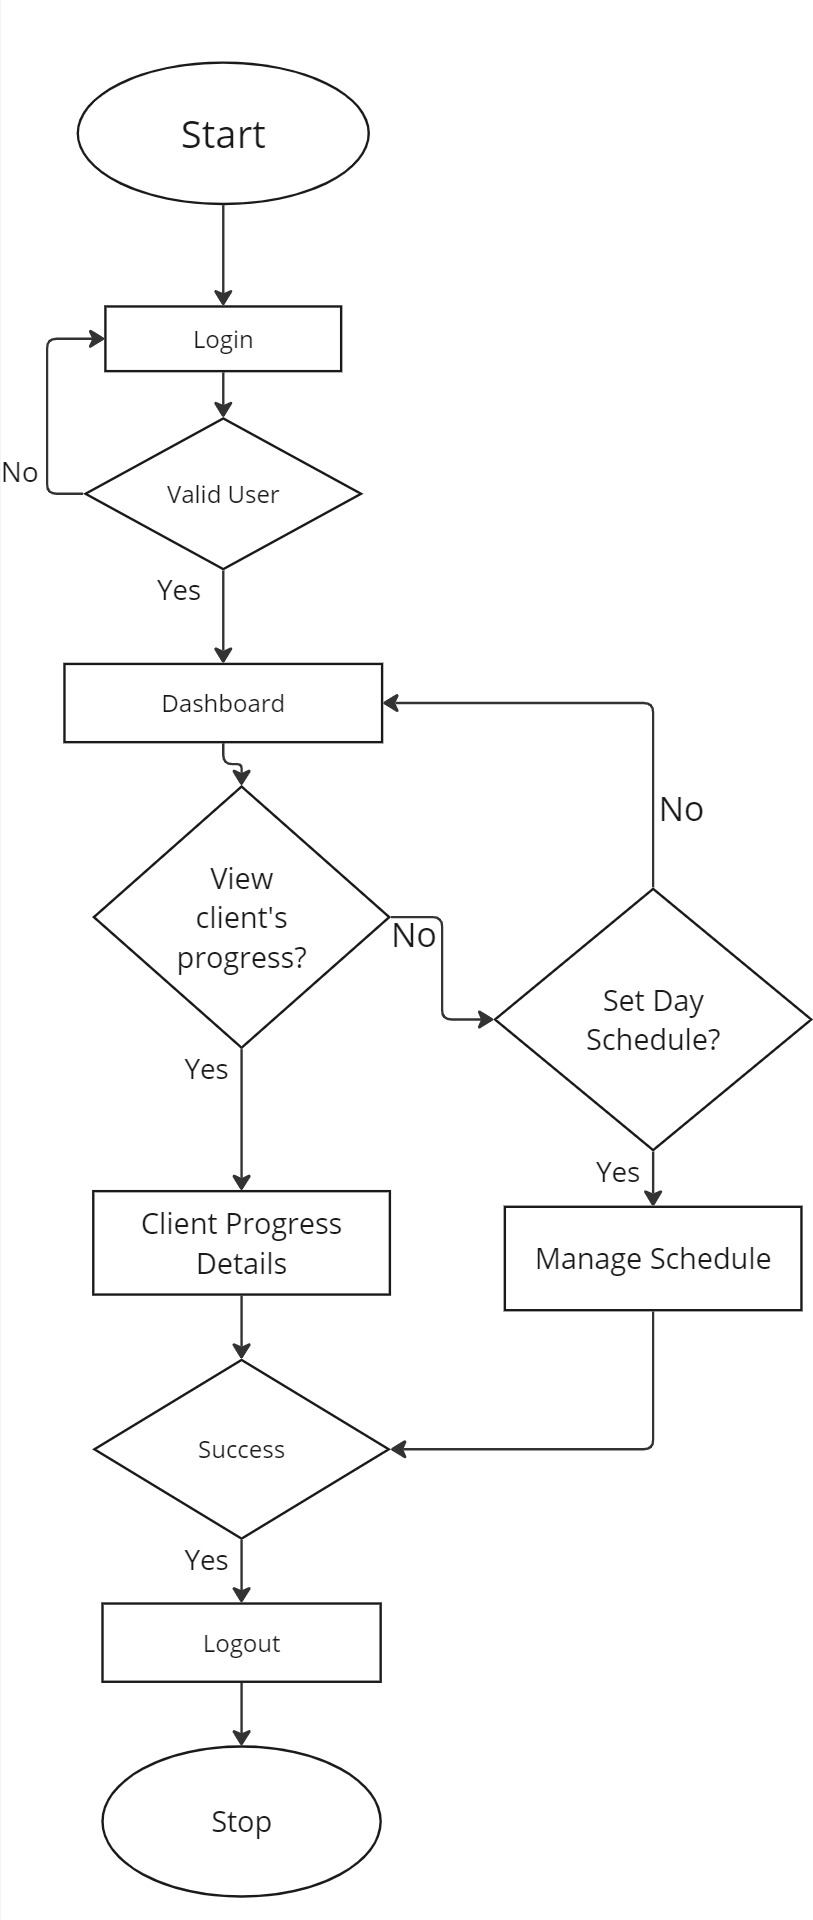 Start
Login
No
Valid User
Yes
Dashboard
No
View
client's
progress?
No
Set Day
Schedule?
Yes
Yes
Client Progress
Details
Manage Schedule
Success
Yes
Logout
Stop